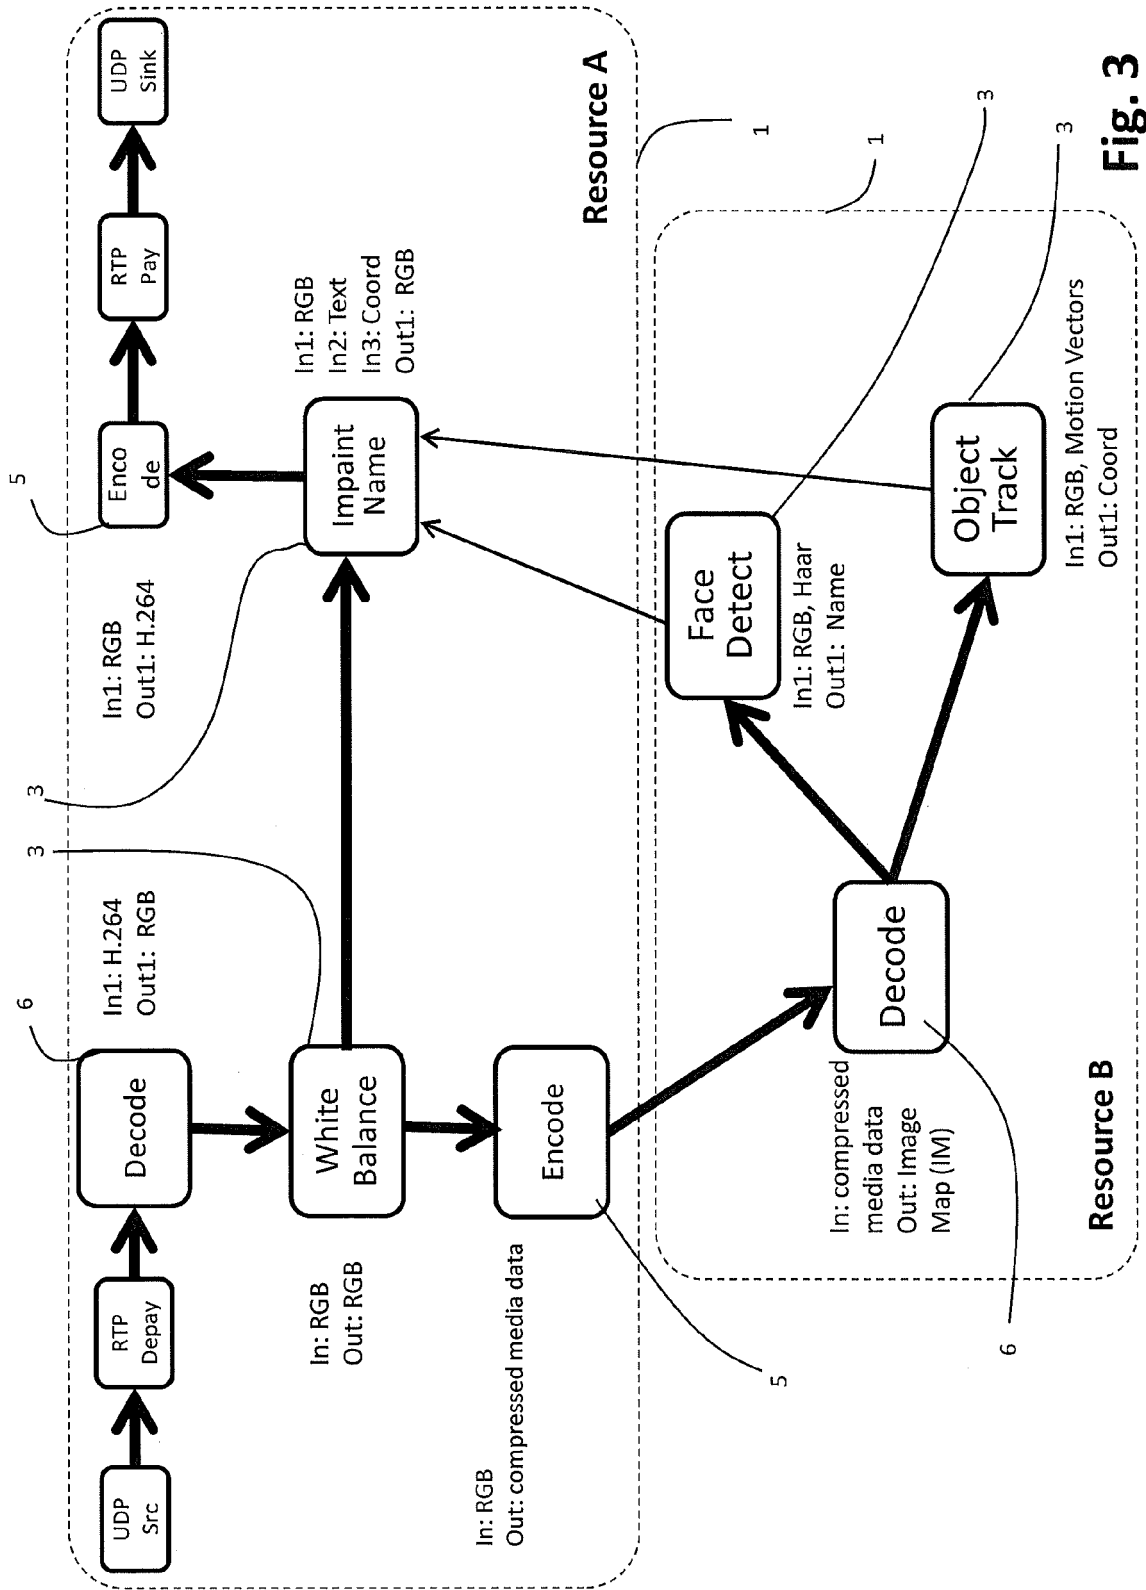 UDP
Src
RTP
Depay
Decode
In1: H.264
Out1: RGB
6
White
Balance
In: RGB
Out: RGB
3
3
Encode
In: RGB
Out: compressed media data
5
Impaint
Name
In1: RGB
In2: Text
In3: Coord
Out1: RGB
Enco
de
In1: RGB
Out1: H.264
5
RTP
Pay
UDP
Sink
Resource A
1
1
Decode
In: compressed
media data
Out: Image
Map (IM)
6
Face
Detect
In1: RGB, Haar
Out1: Name
3
Object
Track
In1: RGB, Motion Vectors
Out1: Coord
3
Resource B
Fig. 3